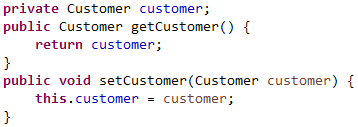 private Customer customer;
public Customer getCustomer() {
    return customer;
}
public void setCustomer(Customer customer) {
    this.customer = customer;
}